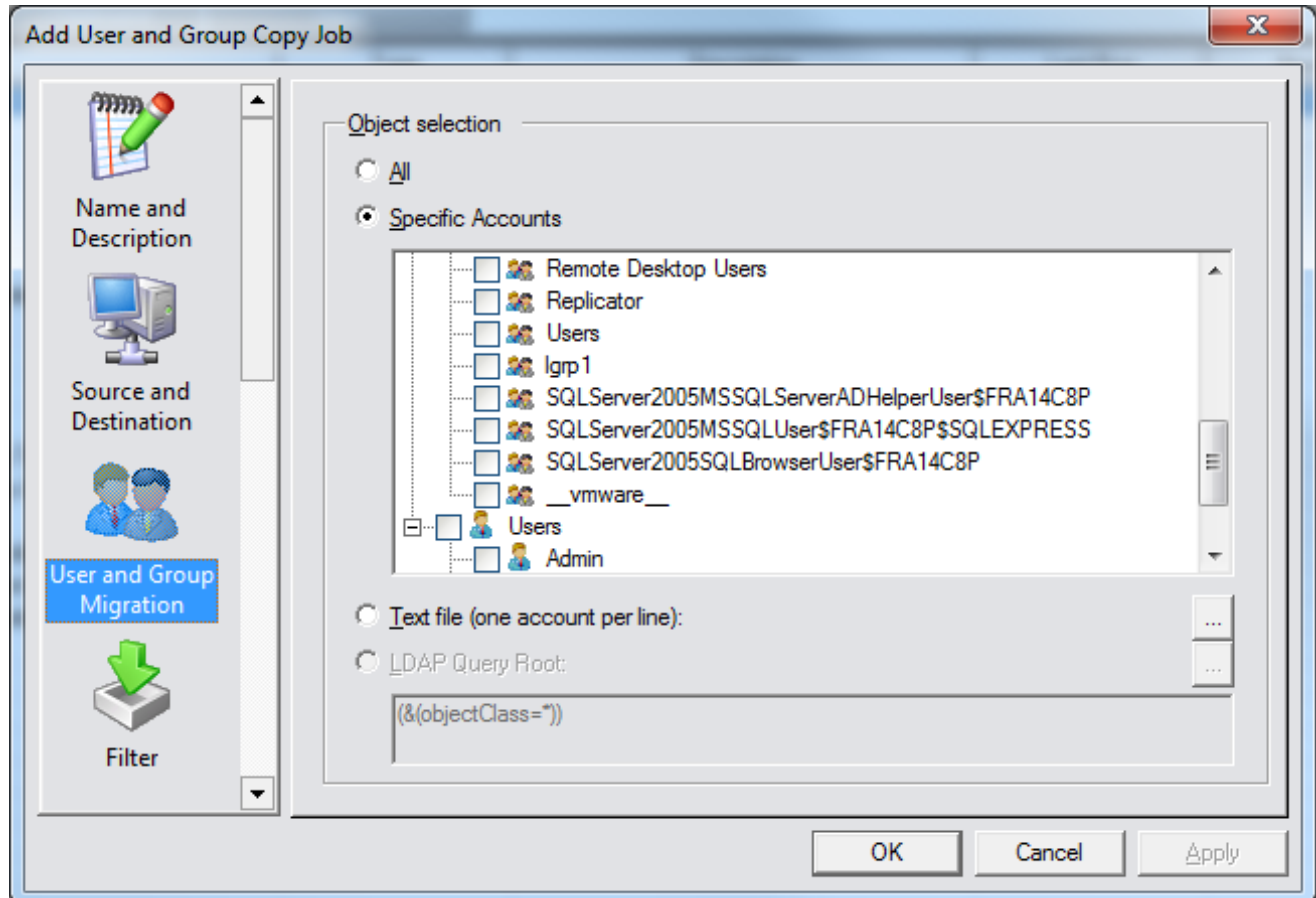 Add User and Group Copy Job
Name and
Description
Source and
Destination
User and Group
Migration
Filter
Object selection
All
Specific Accounts
Remote Desktop Users
Replicator
Users
lgrp1
SQLServer2005MSSQLServerADHelperUser$FRA14C8P
SQLServer2005MSSQLUser$FRA14C8P$SQLEXPRESS
SQLServer2005SQLBrowserUser$FRA14C8P
__vmware__
Users
Admin
Text file (one account per line):
...
LDAP Query Root:
...
(&(objectClass=*))
OK
Cancel
Apply